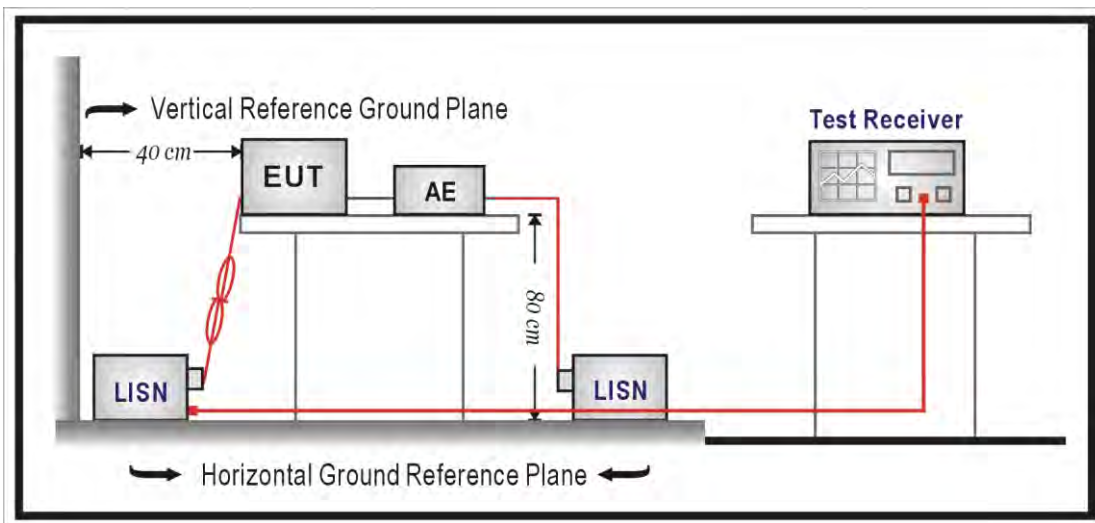 Vertical Reference Ground Plane
40 cm
Test Receiver
EUT
AE
80 cm
LISN
LISN
Horizontal Ground Reference Plane